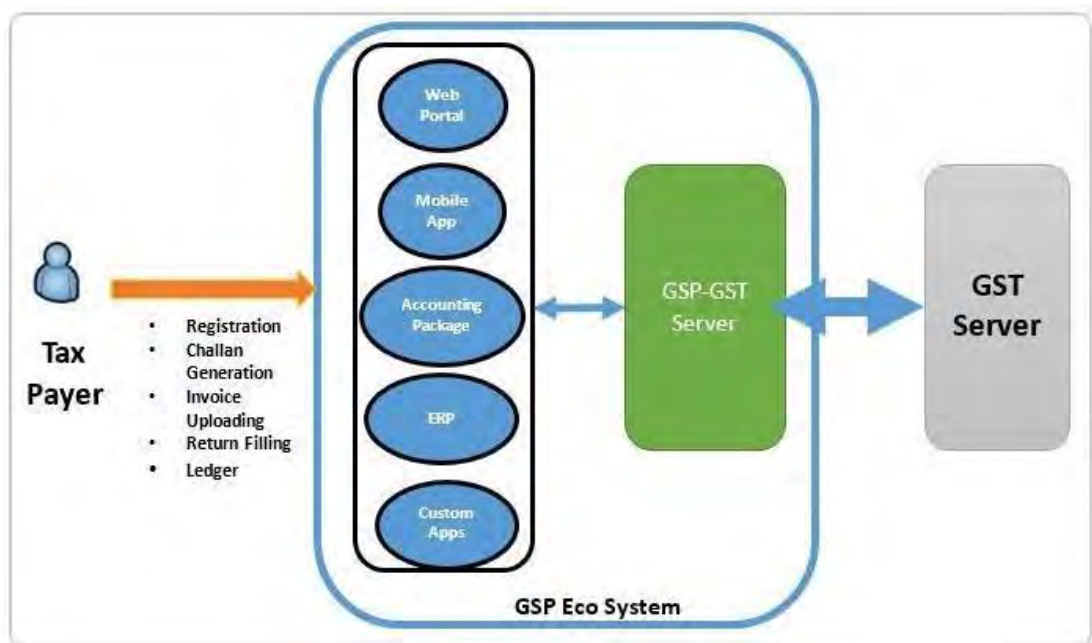 Tax
Payer
• Registration
• Challan
Generation
• Invoice
Uploading
• Return Filling
• Ledger
Web
Portal
Mobile
App
Accounting
Package
ERP
Custom
Apps
GSP-GST
Server
GST
Server
GSP Eco System